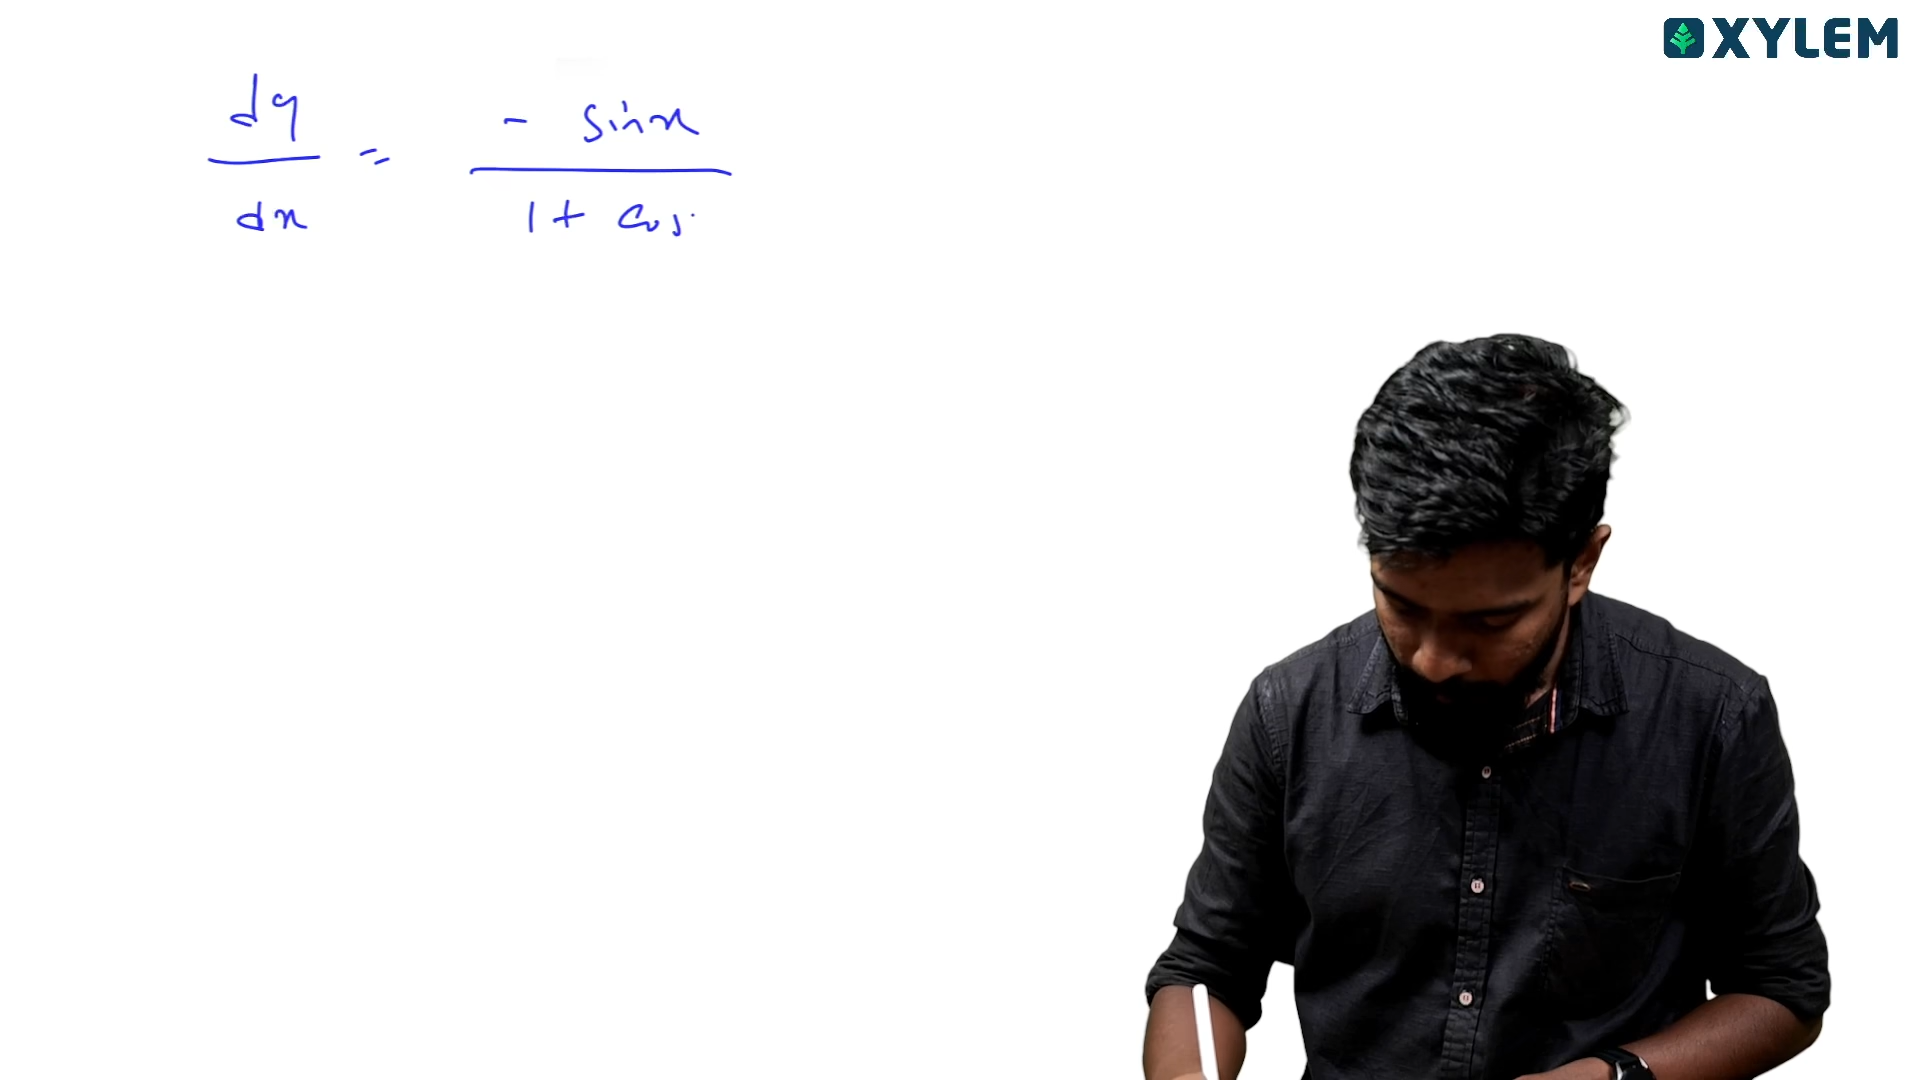 XYLEM
dy/dx = - sinx / 1 + cos